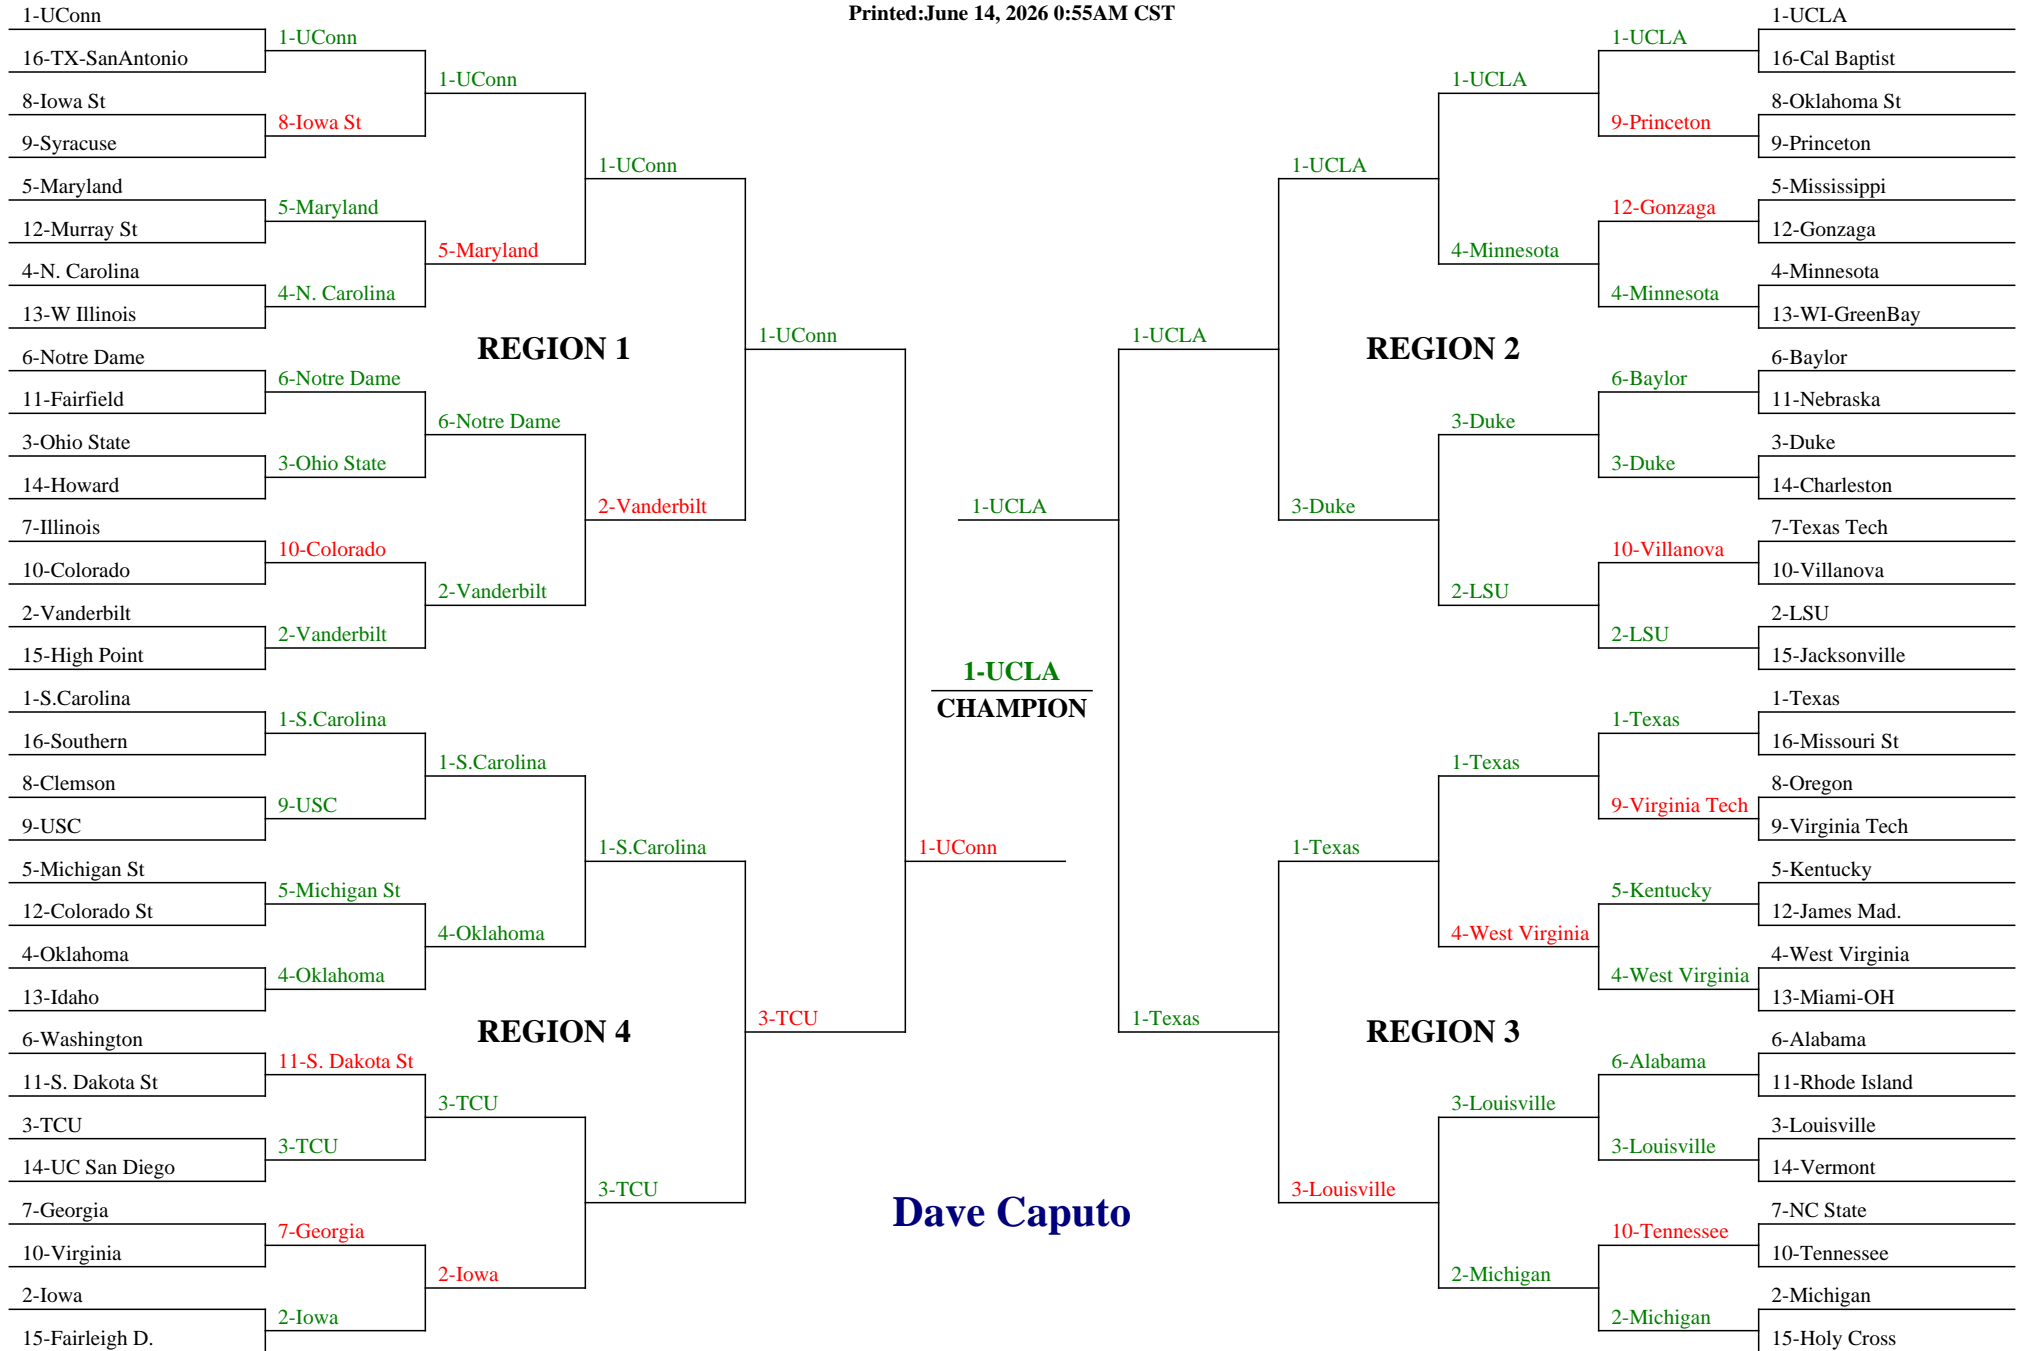 Printed:June 14, 2026 0:55AM CST
1-UConn
16-TX-SanAntonio
8-Iowa St
9-Syracuse
5-Maryland
12-Murray St
4-N. Carolina
13-W Illinois
6-Notre Dame
11-Fairfield
3-Ohio State
14-Howard
7-Illinois
10-Colorado
2-Vanderbilt
15-High Point
1-S.Carolina
16-Southern
8-Clemson
9-USC
5-Michigan St
12-Colorado St
4-Oklahoma
13-Idaho
6-Washington
11-S. Dakota St
3-TCU
14-UC San Diego
7-Georgia
10-Virginia
2-Iowa
15-Fairleigh D.
1-UConn
8-Iowa St
5-Maryland
4-N. Carolina
6-Notre Dame
3-Ohio State
10-Colorado
2-Vanderbilt
1-S.Carolina
9-USC
5-Michigan St
4-Oklahoma
11-S. Dakota St
3-TCU
7-Georgia
2-Iowa
1-UConn
5-Maryland
6-Notre Dame
2-Vanderbilt
1-S.Carolina
4-Oklahoma
3-TCU
2-Iowa
REGION 1
REGION 4
1-UConn
2-Vanderbilt
1-S.Carolina
3-TCU
1-UConn
3-TCU
1-UConn
1-UCLA
1-UCLA
CHAMPION
Dave Caputo
1-UCLA
1-Texas
1-UCLA
3-Duke
1-Texas
3-Louisville
REGION 2
REGION 3
1-UCLA
4-Minnesota
3-Duke
2-LSU
1-Texas
4-West Virginia
3-Louisville
2-Michigan
1-UCLA
9-Princeton
12-Gonzaga
4-Minnesota
6-Baylor
3-Duke
10-Villanova
2-LSU
1-Texas
9-Virginia Tech
5-Kentucky
4-West Virginia
6-Alabama
3-Louisville
10-Tennessee
2-Michigan
1-UCLA
16-Cal Baptist
8-Oklahoma St
9-Princeton
5-Mississippi
12-Gonzaga
4-Minnesota
13-WI-GreenBay
6-Baylor
11-Nebraska
3-Duke
14-Charleston
7-Texas Tech
10-Villanova
2-LSU
15-Jacksonville
1-Texas
16-Missouri St
8-Oregon
9-Virginia Tech
5-Kentucky
12-James Mad.
4-West Virginia
13-Miami-OH
6-Alabama
11-Rhode Island
3-Louisville
14-Vermont
7-NC State
10-Tennessee
2-Michigan
15-Holy Cross